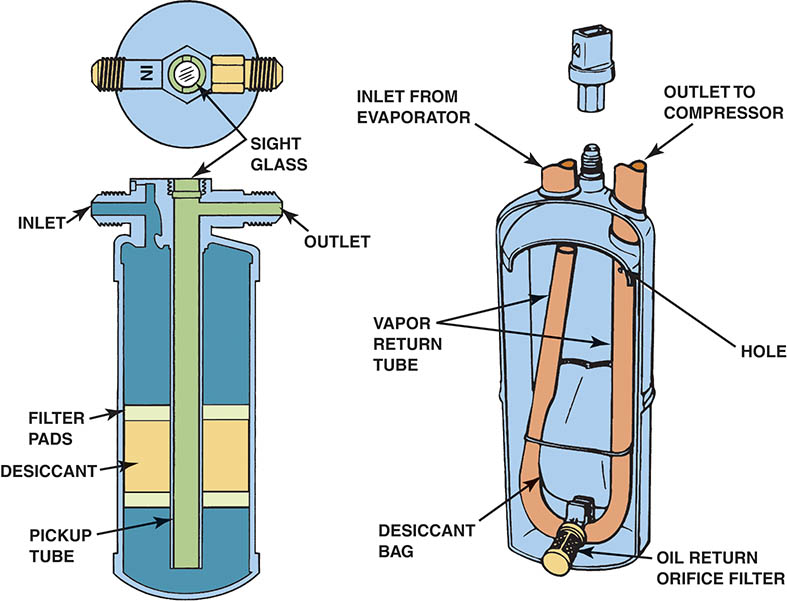 IN
SIGHT
GLASS
INLET
OUTLET
FILTER
PADS
DESICCANT
PICKUP
TUBE
INLET FROM
EVAPORATOR
OUTLET TO
COMPRESSOR
VAPOR
RETURN
TUBE
HOLE
DESICCANT
BAG
OIL RETURN
ORIFICE FILTER